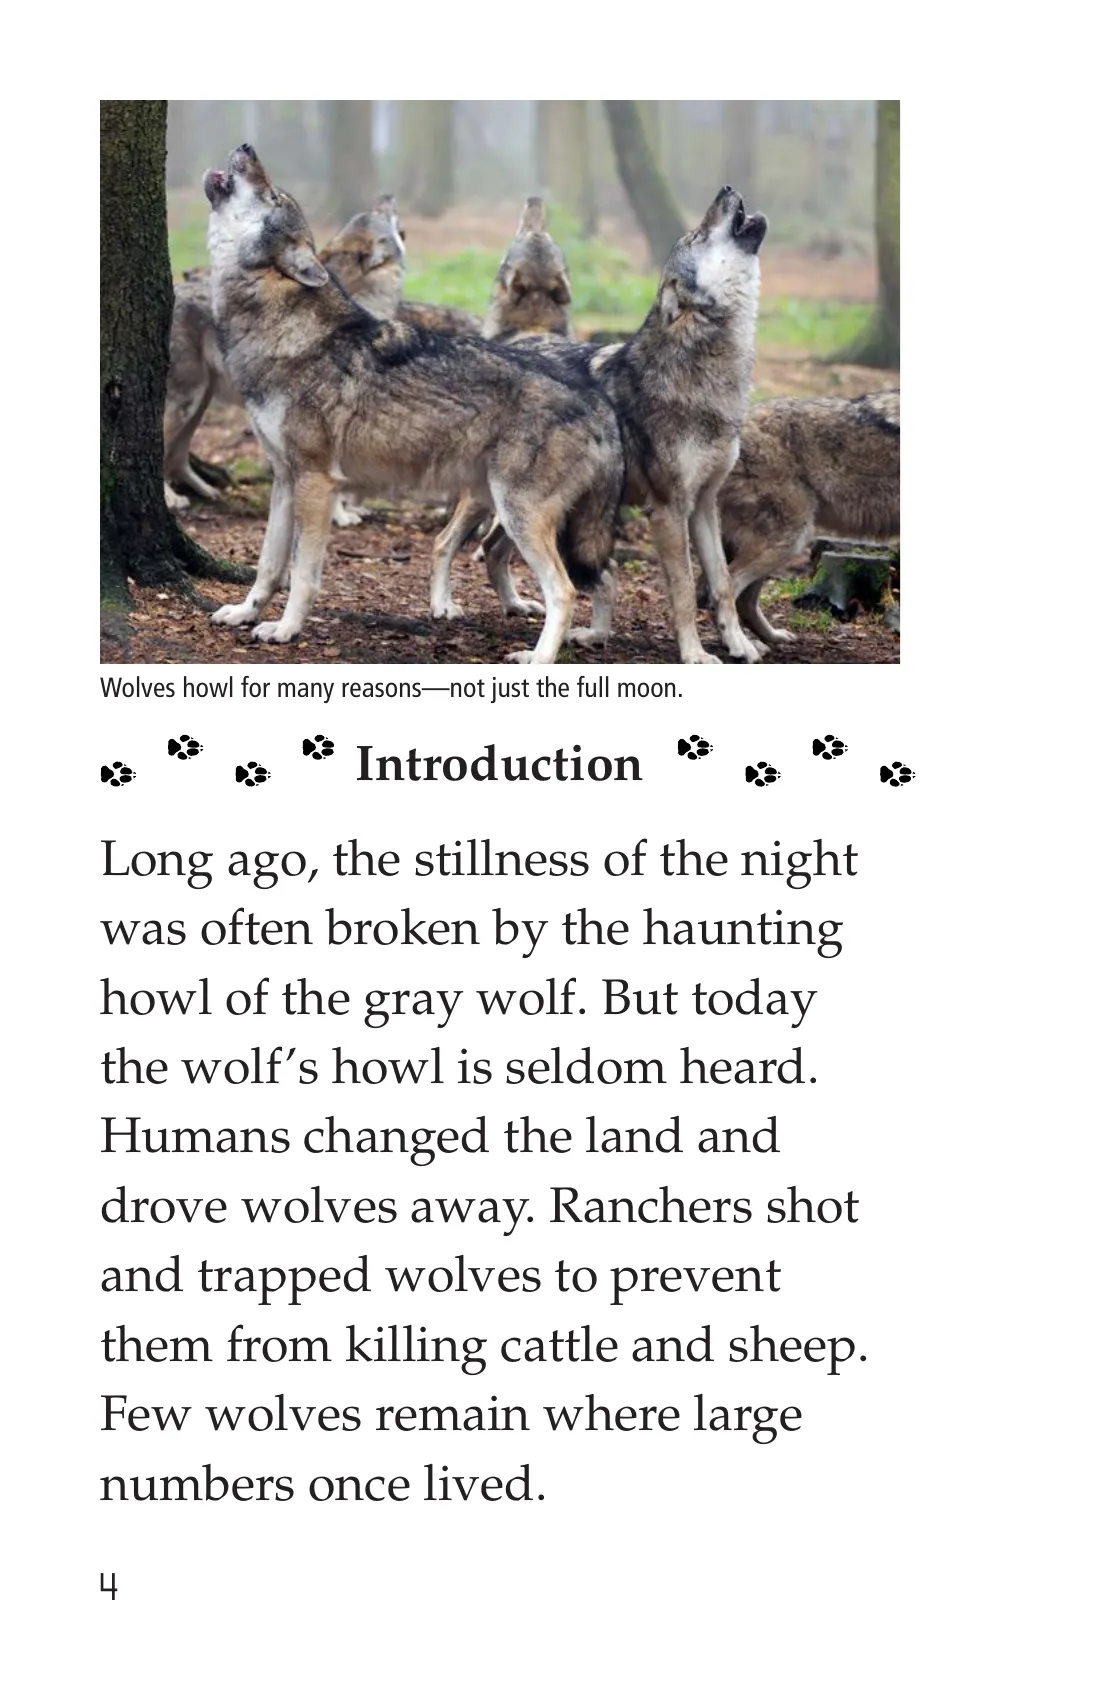 Wolves howl for many reasons—not just the full moon.
Introduction
Long ago, the stillness of the night
was often broken by the haunting
howl of the gray wolf. But today
the wolf’s howl is seldom heard.
Humans changed the land and
drove wolves away. Ranchers shot
and trapped wolves to prevent
them from killing cattle and sheep.
Few wolves remain where large
numbers once lived.
4